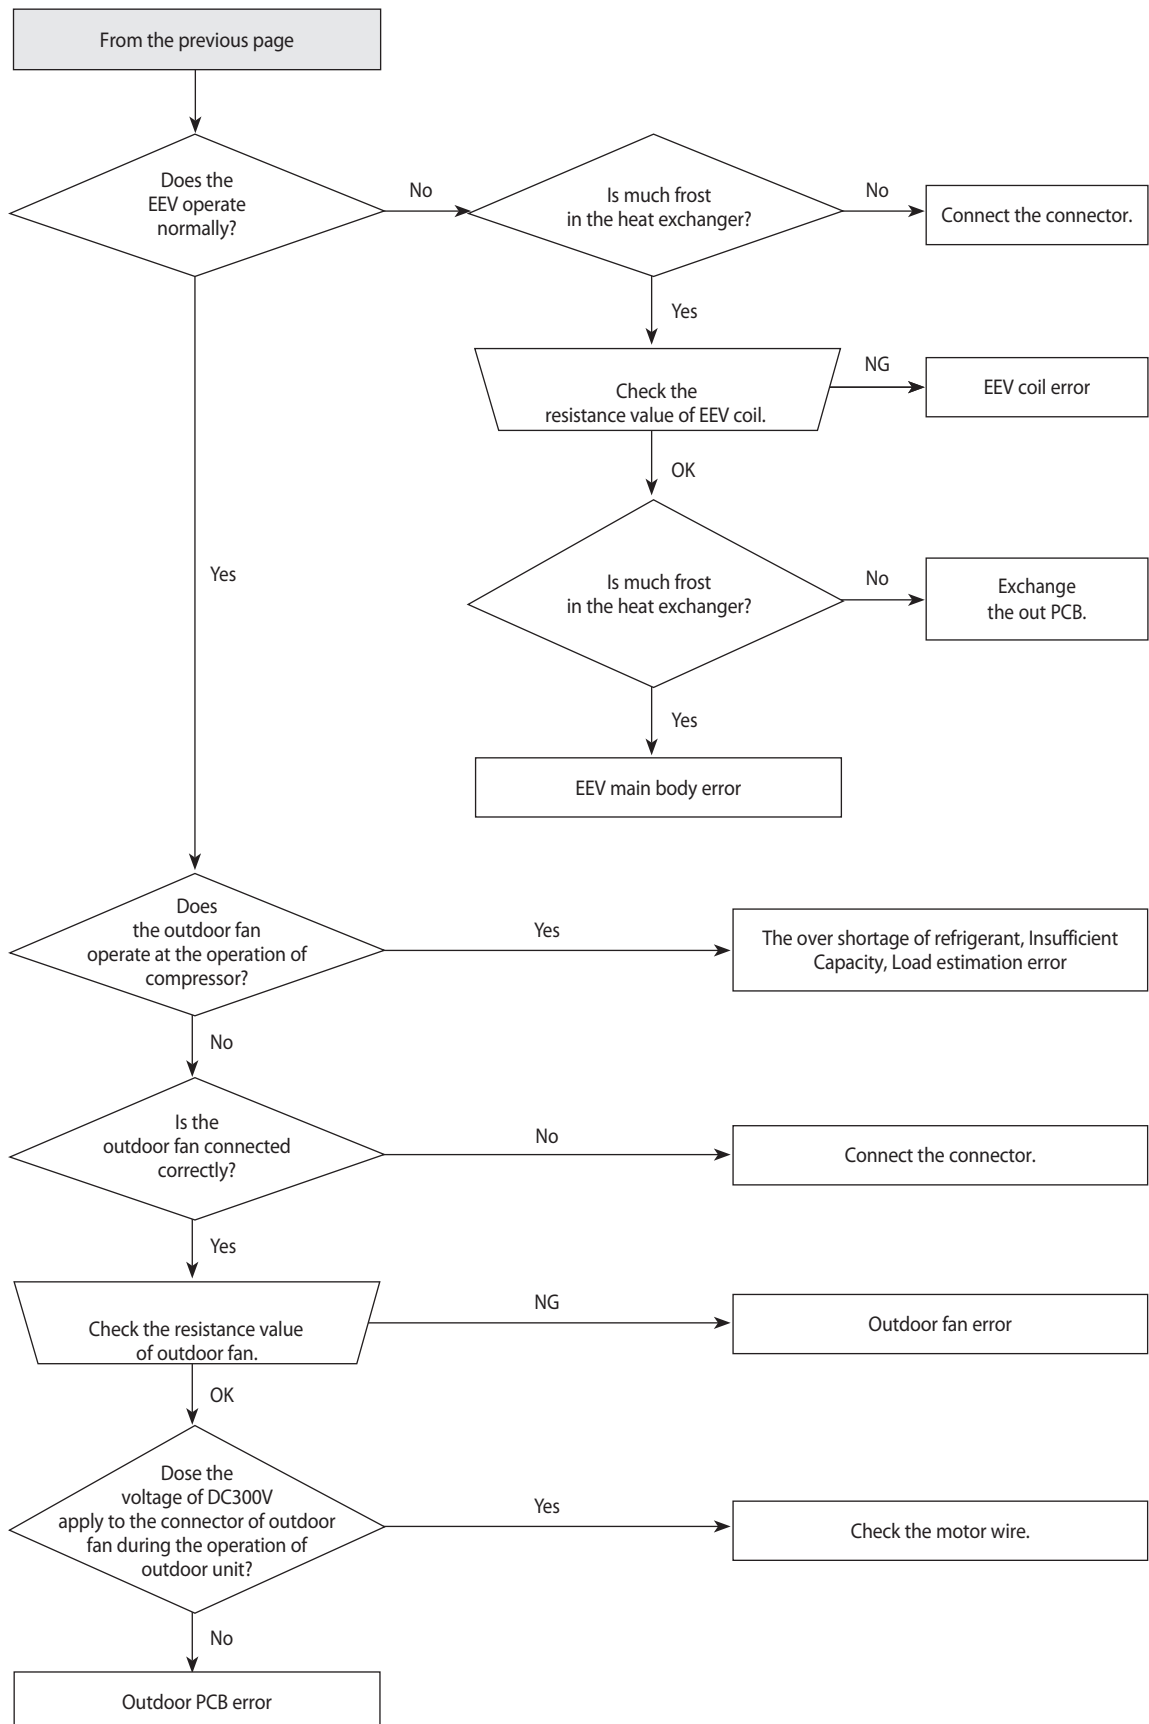 From the previous page
Does the
EEV operate
normally?
No
Is much frost
in the heat exchanger?
No
Connect the connector.
Yes
Check the
resistance value of EEV coil.
NG
EEV coil error
OK
Is much frost
in the heat exchanger?
No
Exchange
the out PCB.
Yes
EEV main body error
Yes
Does
the outdoor fan
operate at the operation of
compressor?
Yes
The over shortage of refrigerant, Insufficient
Capacity, Load estimation error
No
Is the
outdoor fan connected
correctly?
No
Connect the connector.
Yes
Check the resistance value
of outdoor fan.
NG
Outdoor fan error
OK
Dose the
voltage of DC300V
apply to the connector of outdoor
fan during the operation of
outdoor unit?
Yes
Check the motor wire.
No
Outdoor PCB error